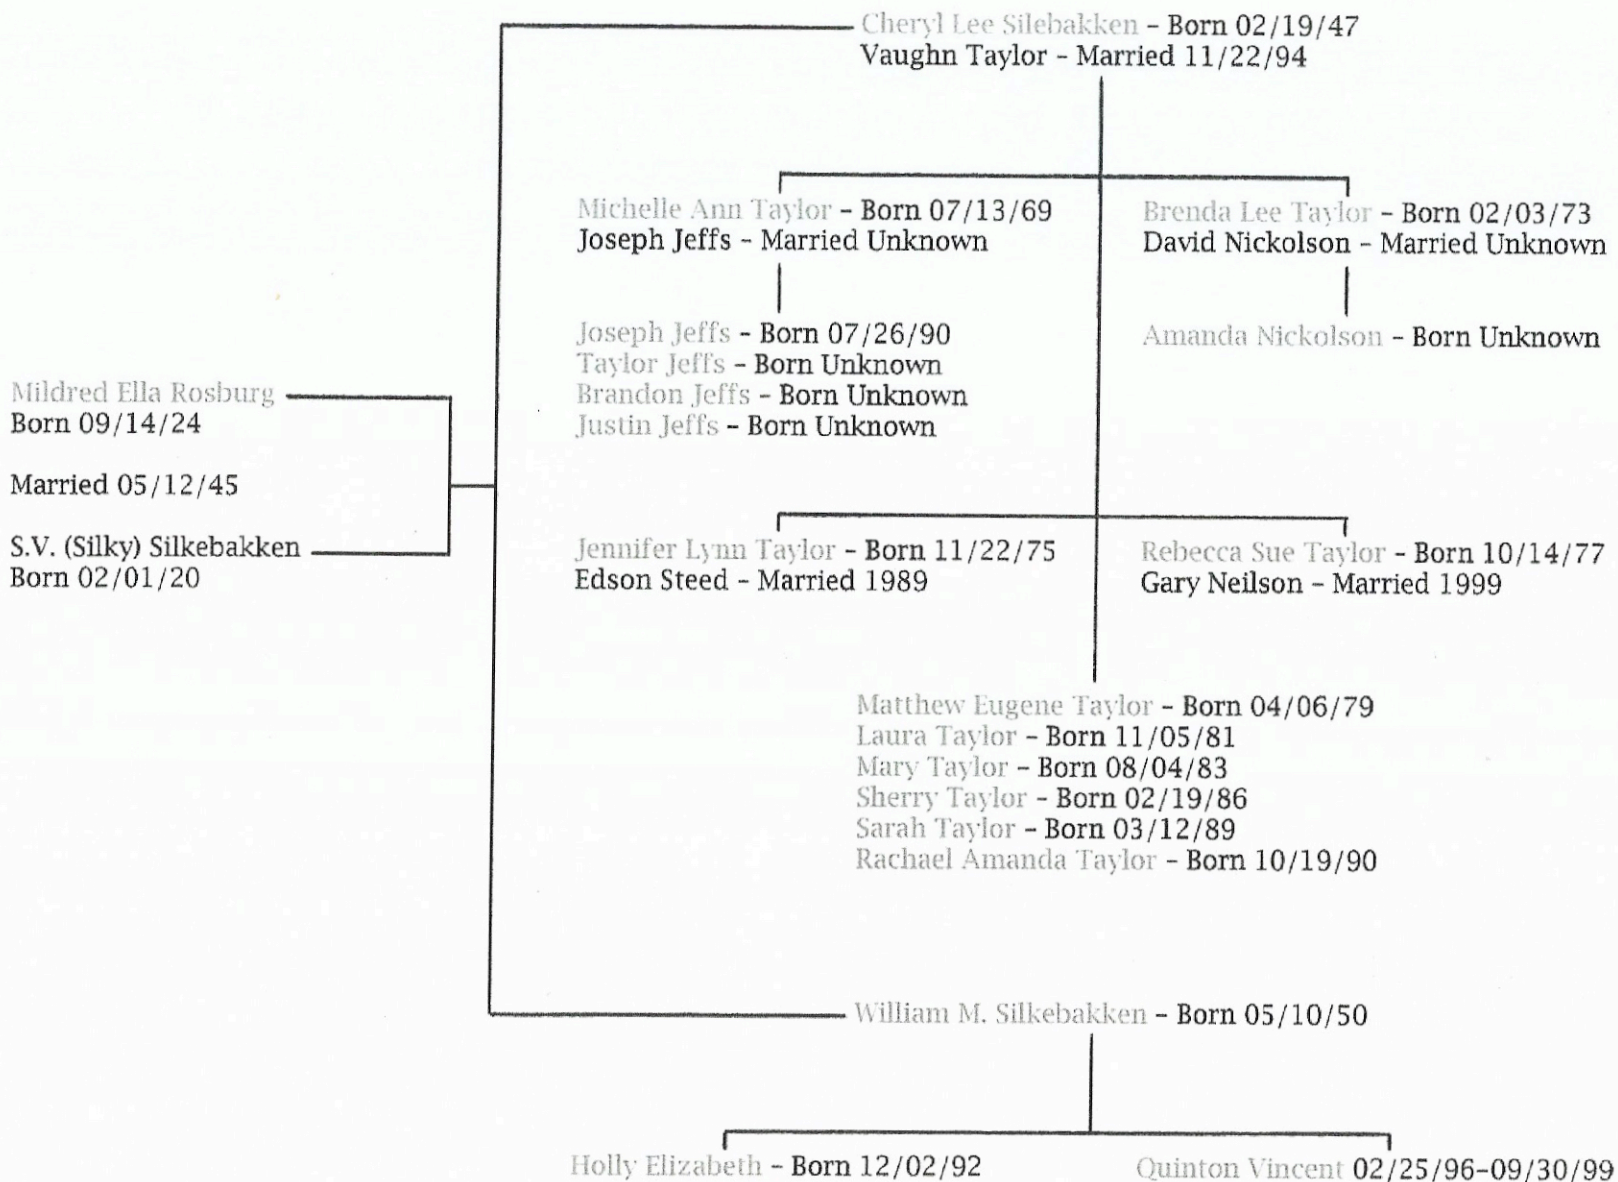 Cheryl Lee Silebakken – Born 02/19/47
Vaughn Taylor – Married 11/22/94
Michelle Ann Taylor – Born 07/13/69
Joseph Jeffs – Married Unknown
Brenda Lee Taylor – Born 02/03/73
David Nickolson – Married Unknown
Joseph Jeffs – Born 07/26/90
Taylor Jeffs – Born Unknown
Brandon Jeffs – Born Unknown
Justin Jeffs – Born Unknown
Amanda Nickolson – Born Unknown
Mildred Ella Rosburg
Born 09/14/24
Married 05/12/45
S.V. (Silky) Silkebakken
Born 02/01/20
Jennifer Lynn Taylor – Born 11/22/75
Edson Steed – Married 1989
Rebecca Sue Taylor – Born 10/14/77
Gary Neilson – Married 1999
Matthew Eugene Taylor – Born 04/06/79
Laura Taylor – Born 11/05/81
Mary Taylor – Born 08/04/83
Sherry Taylor – Born 02/19/86
Sarah Taylor – Born 03/12/89
Rachael Amanda Taylor – Born 10/19/90
William M. Silkebakken – Born 05/10/50
Holly Elizabeth – Born 12/02/92
Quinton Vincent 02/25/96–09/30/99